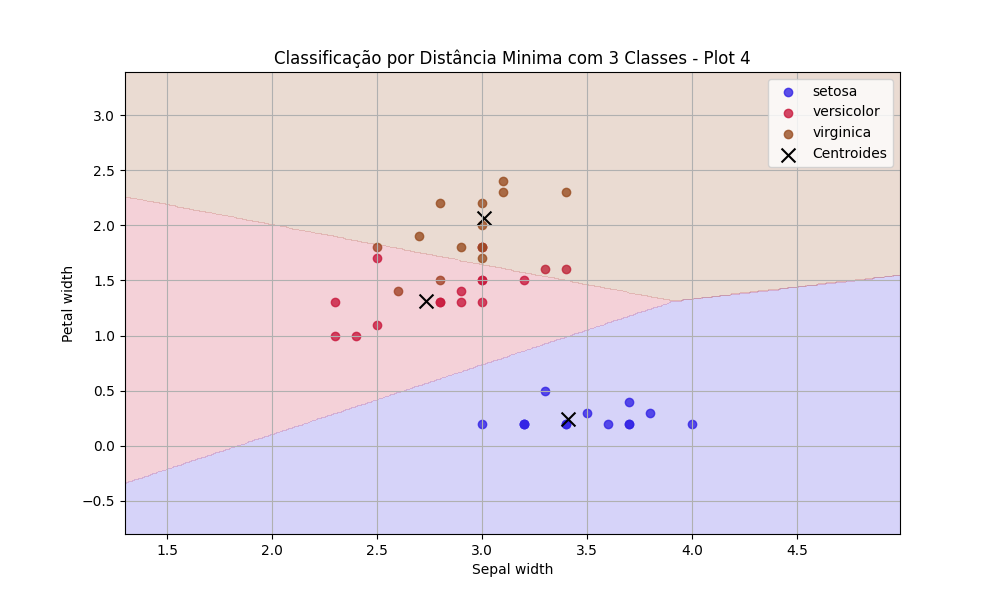 Classificação por Distância Minima com 3 Classes - Plot 4
setosa
versicolor
virginica
Centroides
3.0
2.5
2.0
1.5
1.0
0.5
0.0
−0.5
Petal width
1.5 2.0 2.5 3.0 3.5 4.0 4.5
Sepal width